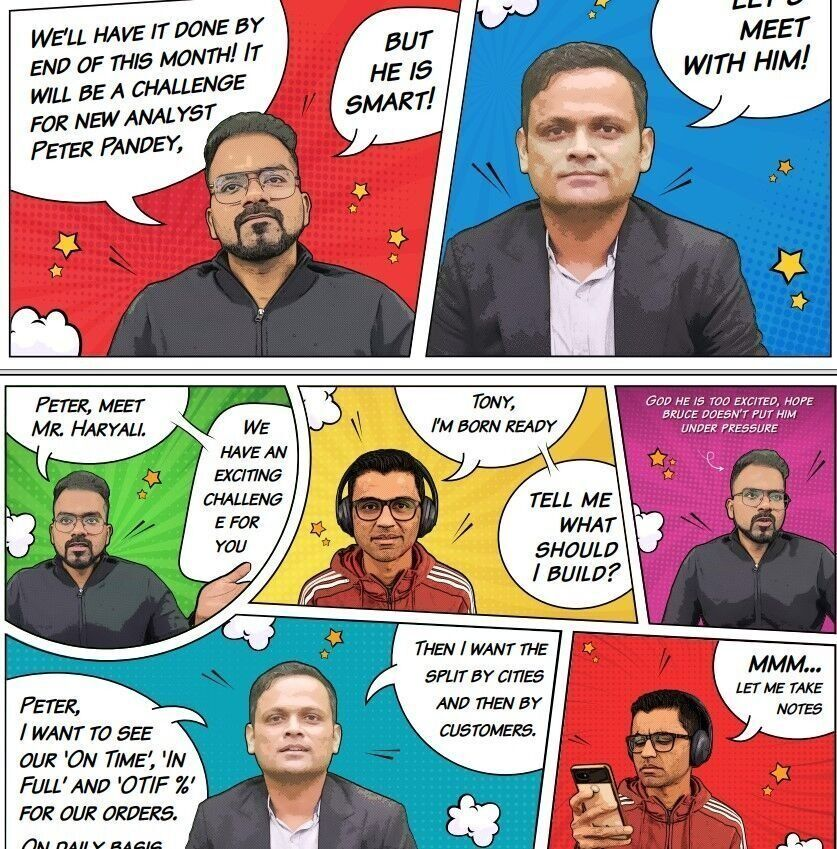 WE'LL HAVE IT DONE BY
END OF THIS MONTH! IT
WILL BE A CHALLENGE
FOR NEW ANALYST
PETER PANDEY,
BUT
HE IS
SMART!
LET'S
MEET
WITH HIM!
PETER, MEET
MR. HARYALI.
WE
HAVE AN
EXCITING
CHALLENG
E FOR
YOU
TONY,
I'M BORN READY
TELL ME
WHAT
SHOULD
I BUILD?
GOD HE IS TOO EXCITED, HOPE
BRUCE DOESN'T PUT HIM
UNDER PRESSURE
PETER,
I WANT TO SEE
OUR 'ON TIME', 'IN
FULL' AND 'OTIF %'
FOR OUR ORDERS.
ON DAILY BASIS
THEN I WANT THE
SPLIT BY CITIES
AND THEN BY
CUSTOMERS.
MMM...
LET ME TAKE
NOTES